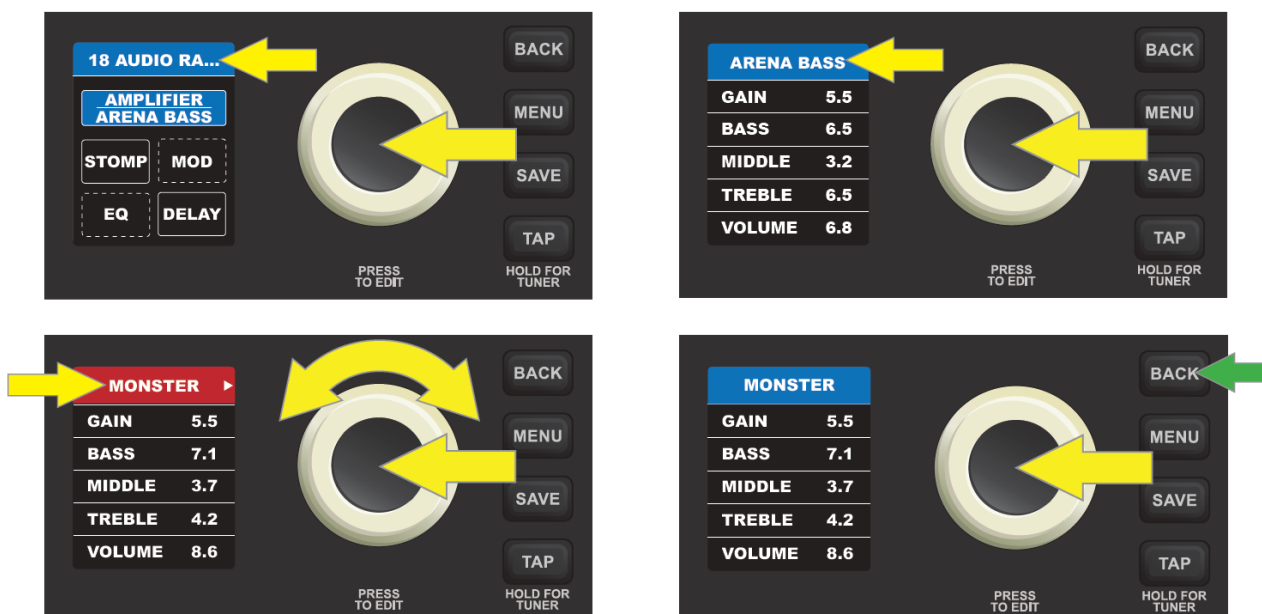 18 AUDIO RA...
AMPLIFIER
ARENA BASS
STOMP MOD
EQ DELAY
BACK
MENU
SAVE
TAP
PRESS
TO EDIT
HOLD FOR
TUNER
ARENA BASS
GAIN 5.5
BASS 6.5
MIDDLE 3.2
TREBLE 6.5
VOLUME 6.8
BACK
MENU
SAVE
TAP
PRESS
TO EDIT
HOLD FOR
TUNER
MONSTER
GAIN 5.5
BASS 7.1
MIDDLE 3.7
TREBLE 4.2
VOLUME 8.6
BACK
MENU
SAVE
TAP
PRESS
TO EDIT
HOLD FOR
TUNER
MONSTER
GAIN 5.5
BASS 7.1
MIDDLE 3.7
TREBLE 4.2
VOLUME 8.6
BACK
MENU
SAVE
TAP
PRESS
TO EDIT
HOLD FOR
TUNER